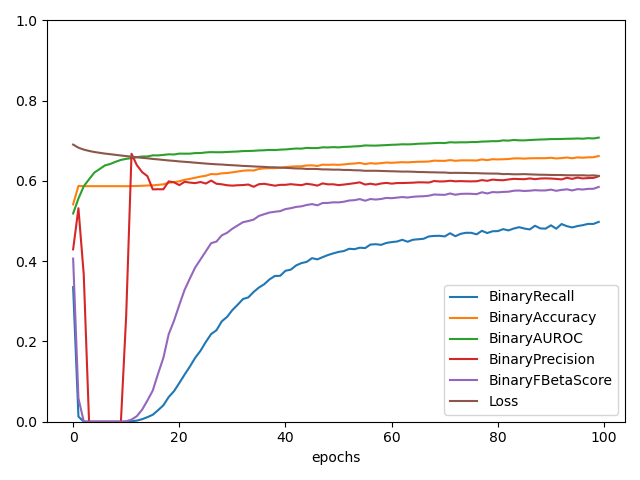 1.0
0.8
0.6
0.4
0.2
0.0
0 20 40 60 80 100
epochs
BinaryRecall
BinaryAccuracy
BinaryAUROC
BinaryPrecision
BinaryFBetaScore
Loss